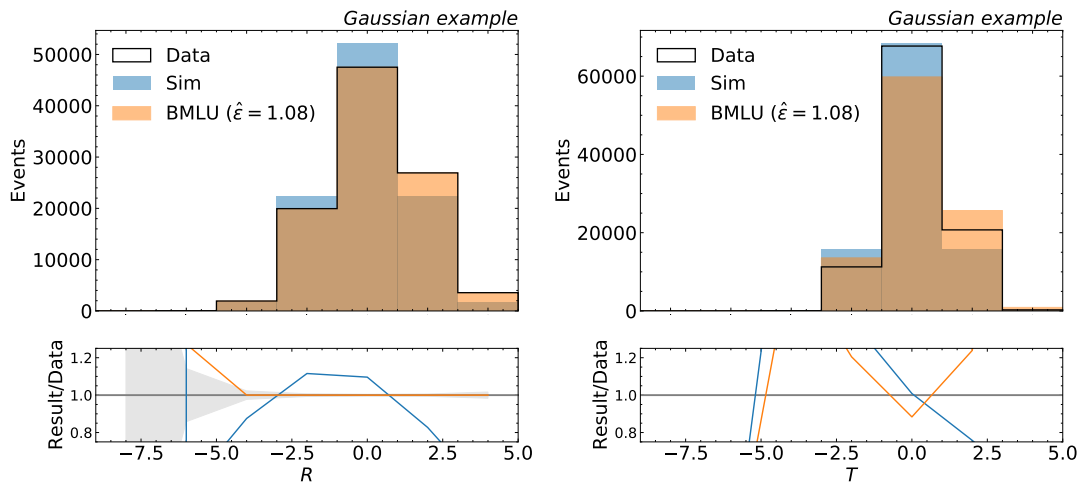 Gaussian example
Data
Sim
BMLU (ε̂ = 1.08)
Events
50000
40000
30000
20000
10000
0
Result/Data
1.2
1.0
0.8
−7.5 −5.0 −2.5 0.0 2.5 5.0
R
Gaussian example
Data
Sim
BMLU (ε̂ = 1.08)
Events
60000
40000
20000
0
Result/Data
1.2
1.0
0.8
−7.5 −5.0 −2.5 0.0 2.5 5.0
T